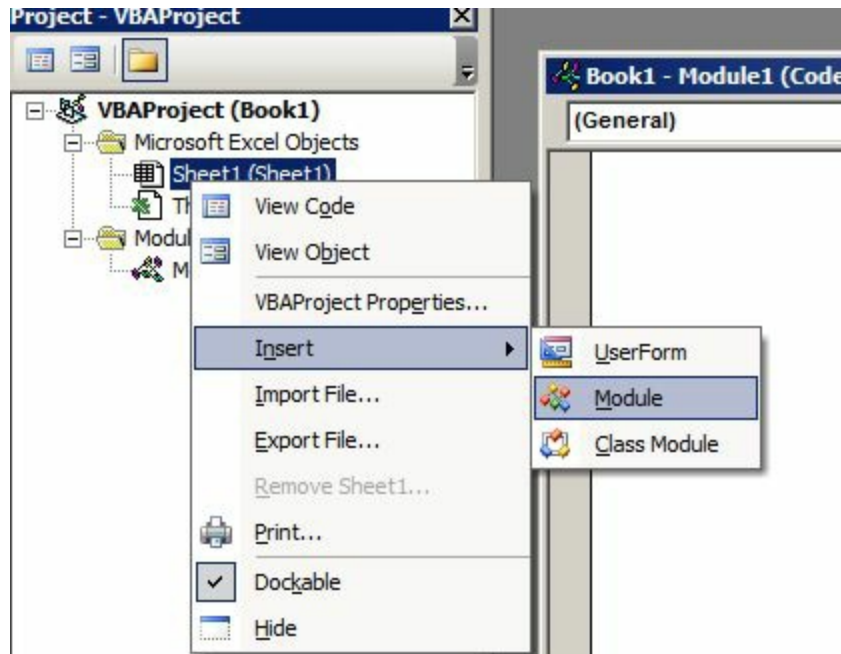 Project - VBAProject
Book1 - Module1 (Code
(General)
VBAProject (Book1)
Microsoft Excel Objects
Sheet1 (Sheet1)
View Code
View Object
VBAProject Properties...
Insert
Import File...
Export File...
Remove Sheet1...
Print...
Dockable
Hide
UserForm
Module
Class Module